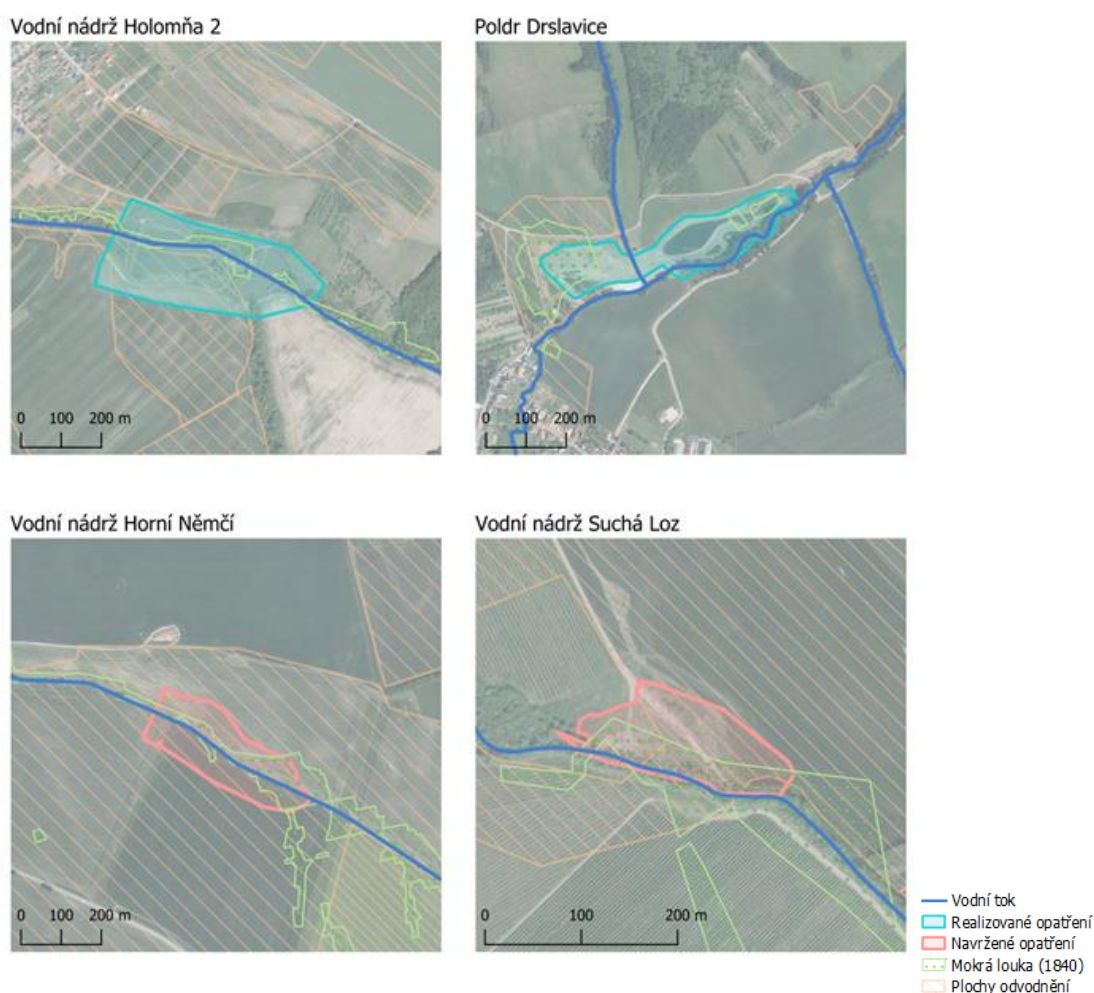 Vodní nádrž Holomňa 2
Poldr Drslavice
0 100 200 m
0 100 200 m
Vodní nádrž Horní Němčí
Vodní nádrž Suchá Loz
0 100 200 m
0 100 200 m
Vodní tok
Realizované opatření
Navržené opatření
Mokrá louka (1840)
Plochy odvodnění